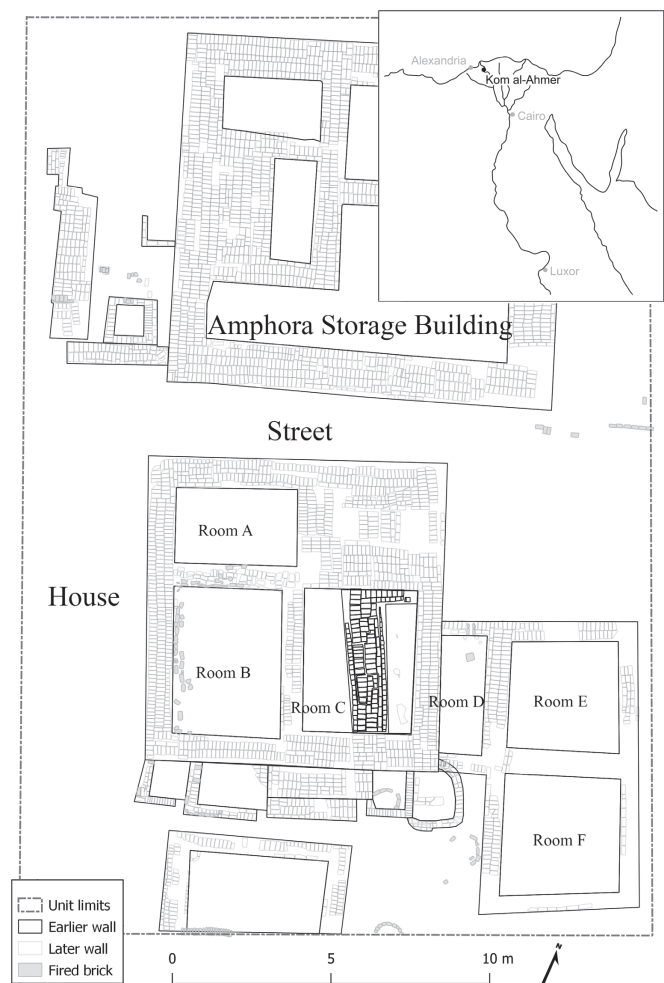 Alexandria
Kom al-Ahmer
Cairo
Luxor
Amphora Storage Building
Street
Room A
House
Room B
Room C
Room D
Room E
Room F
Unit limits
Earlier wall
Later wall
Fired brick
0
5
10 m
N